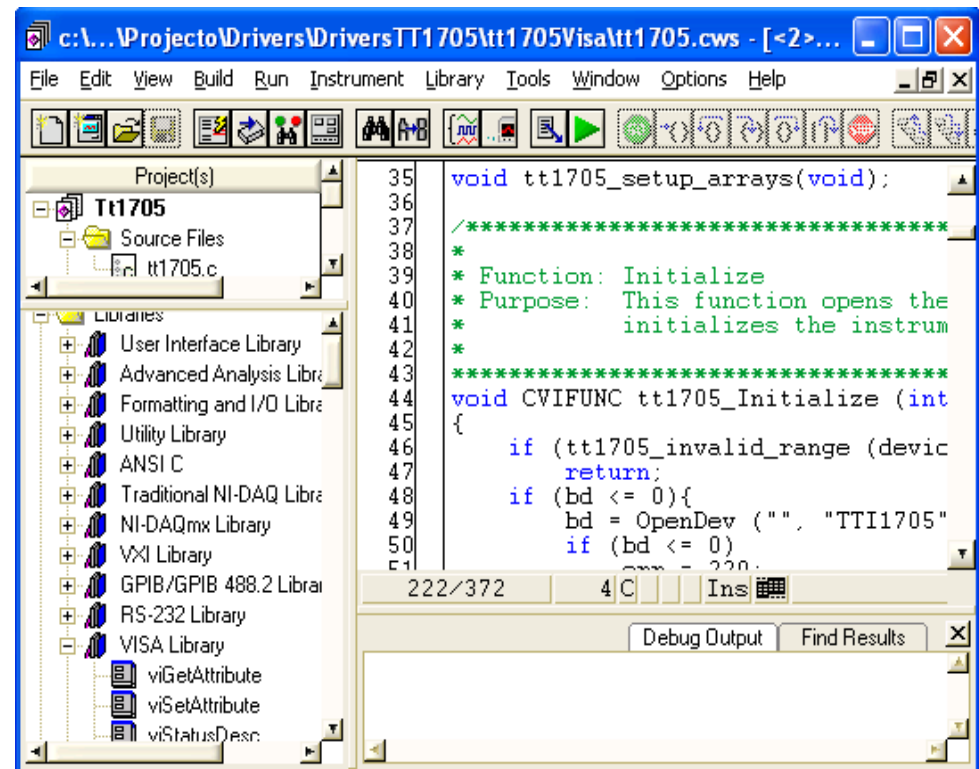 c:\...\Projecto\Drivers\DriversTT1705\tt1705Visa\tt1705.cws - [<2>...
File Edit View Build Run Instrument Library Tools Window Options Help
Project(s)
Tt1705
Source Files
tt1705.c
Libraries
User Interface Library
Advanced Analysis Libra
Formatting and I/O Libra
Utility Library
ANSI C
Traditional NI-DAQ Libra
NI-DAQmx Library
VXI Library
GPIB/GPIB 488.2 Librar
RS-232 Library
VISA Library
viGetAttribute
viSetAttribute
viStatusDesc
35 void tt1705_setup_arrays(void);
36
37 /**********************************
38 *
39 * Function: Initialize
40 * Purpose: This function opens the
41 * initializes the instrum
42 *
43 ***********************************
44 void CVIFUNC tt1705_Initialize (int
45 {
46 if (tt1705_invalid_range (devic
47 return;
48 if (bd <= 0){
49 bd = OpenDev ("", "TTI1705"
50 if (bd <= 0)
51 err = 220;
222/372 4 C Ins
Debug Output Find Results